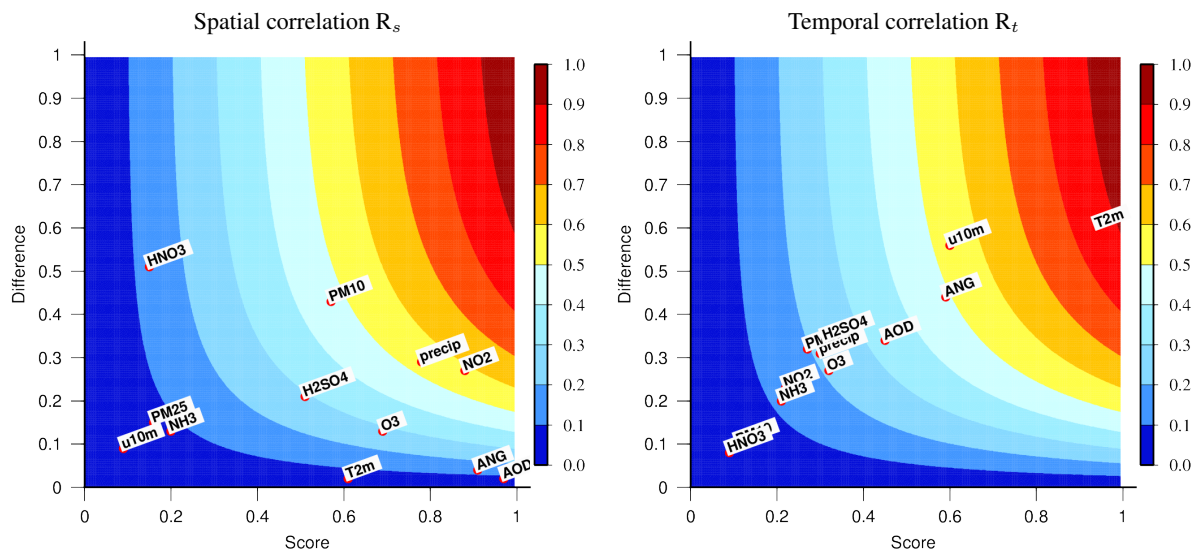 Spatial correlation Rs
Difference
1
0.9
0.8
0.7
0.6
0.5
0.4
0.3
0.2
0.1
0
HNO3
PM10
precip
NO2
H2SO4
PM25
NH3
O3
u10m
ANG
T2m
AOD
0 0.2 0.4 0.6 0.8 1
Score
1.0
0.9
0.8
0.7
0.6
0.5
0.4
0.3
0.2
0.1
0.0
Temporal correlation Rt
Difference
1
0.9
0.8
0.7
0.6
0.5
0.4
0.3
0.2
0.1
0
T2m
u10m
ANG
H2SO4
AOD
precip
O3
NO2
NH3
HNO3
0 0.2 0.4 0.6 0.8 1
Score
1.0
0.9
0.8
0.7
0.6
0.5
0.4
0.3
0.2
0.1
0.0